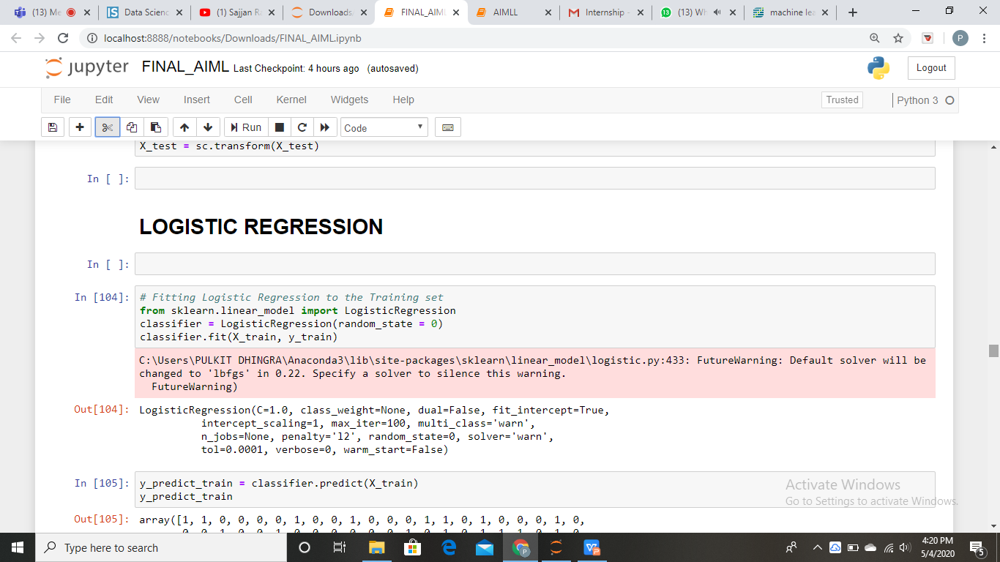 (13) Me
Data Scienc
(1) Sajjan R
Downloads
FINAL_AIML
AIMLL
Internship -
(13) Wh
machine lea
localhost:8888/notebooks/Downloads/FINAL_AIML.ipynb
P
jupyter FINAL_AIML Last Checkpoint: 4 hours ago (autosaved)
Logout
File Edit View Insert Cell Kernel Widgets Help
Trusted
Python 3
Run
Code
X_test = sc.transform(X_test)
In [ ]:
LOGISTIC REGRESSION
In [ ]:
In [104]:
# Fitting Logistic Regression to the Training set
from sklearn.linear_model import LogisticRegression
classifier = LogisticRegression(random_state = 0)
classifier.fit(X_train, y_train)
C:\Users\PULKIT DHINGRA\Anaconda3\lib\site-packages\sklearn\linear_model\logistic.py:433: FutureWarning: Default solver will be
changed to 'lbfgs' in 0.22. Specify a solver to silence this warning.
FutureWarning)
Out[104]:
LogisticRegression(C=1.0, class_weight=None, dual=False, fit_intercept=True,
intercept_scaling=1, max_iter=100, multi_class='warn',
n_jobs=None, penalty='l2', random_state=0, solver='warn',
tol=0.0001, verbose=0, warm_start=False)
In [105]:
y_predict_train = classifier.predict(X_train)
y_predict_train
Activate Windows
Go to Settings to activate Windows.
Out[105]:
array([1, 1, 0, 0, 0, 0, 1, 0, 0, 1, 0, 0, 0, 1, 1, 0, 1, 0, 0, 0, 1, 0,
Type here to search
4:20 PM
5/4/2020
5